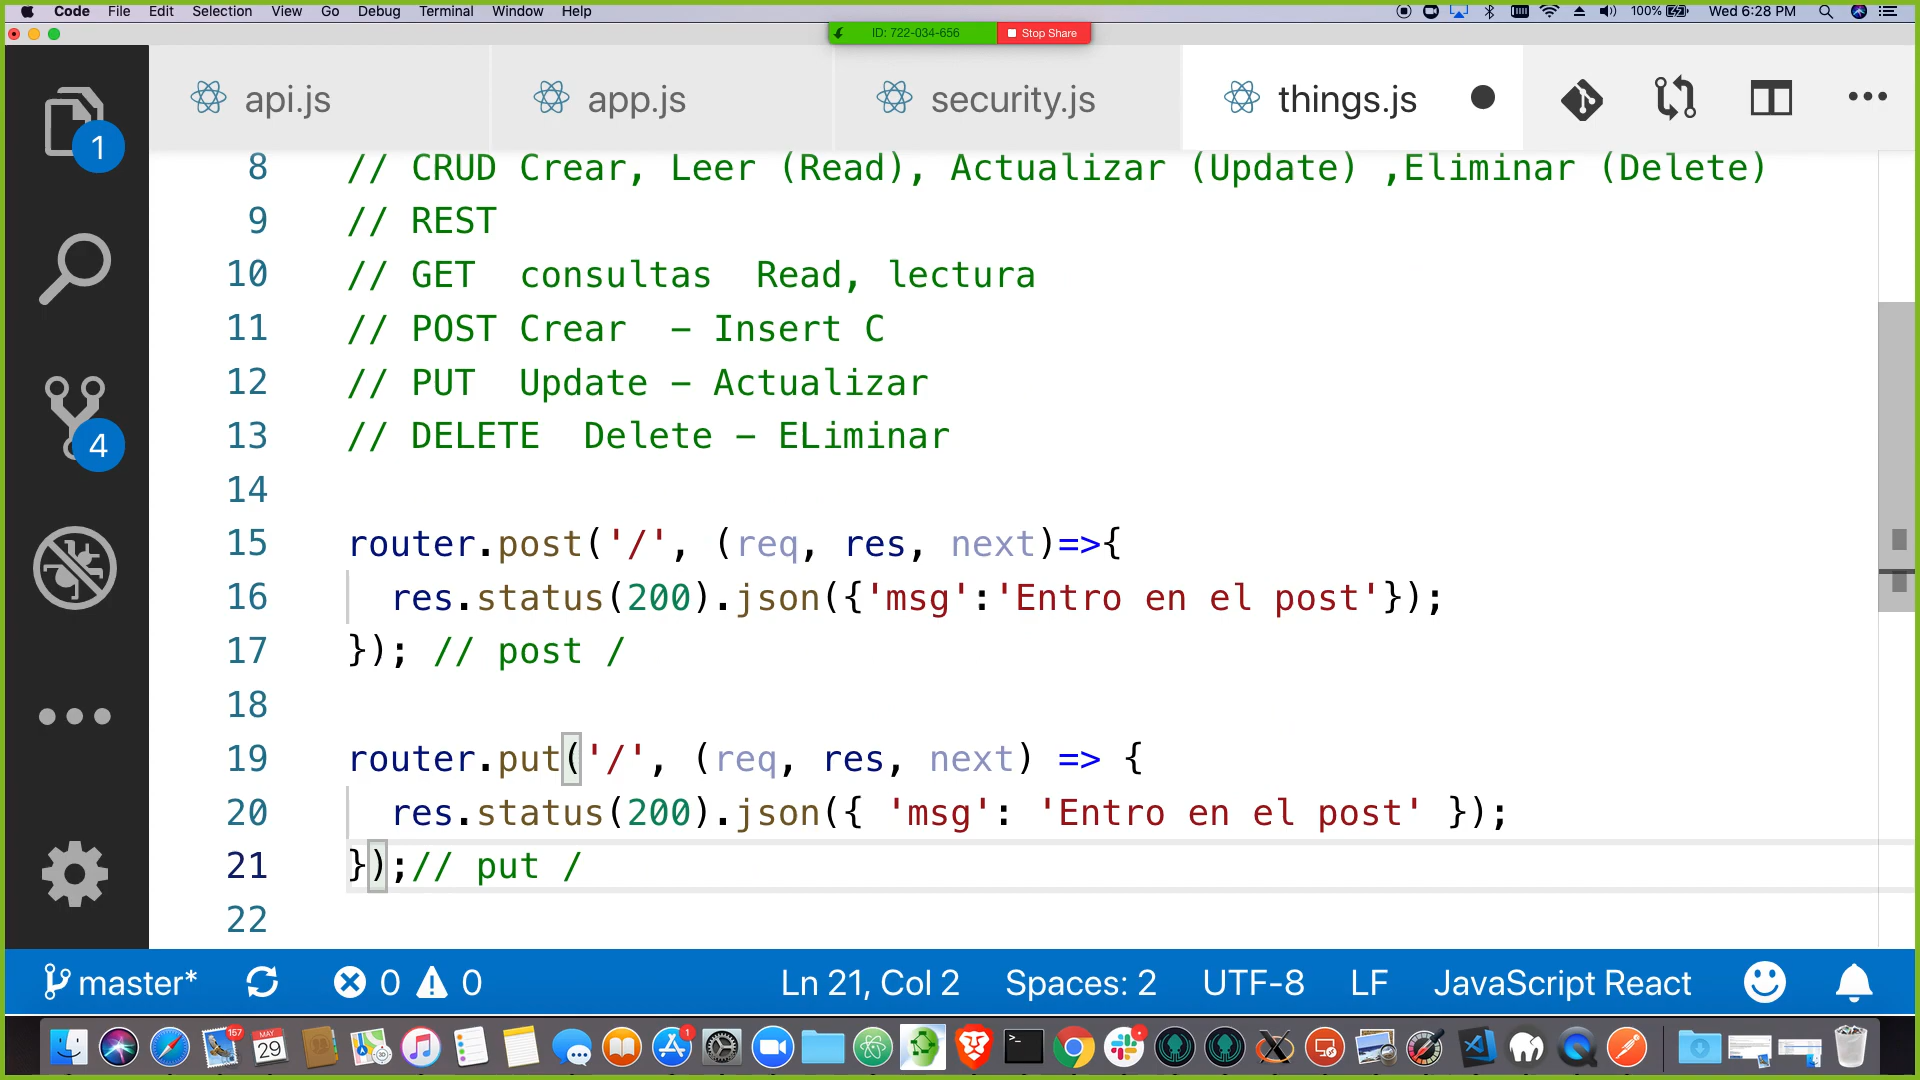 Code File Edit Selection View Go Debug Terminal Window Help 100% Wed 6:28 PM
ID: 722-034-656 Stop Share
api.js app.js security.js things.js
1
4
8 // CRUD Crear, Leer (Read), Actualizar (Update) ,Eliminar (Delete)
9 // REST
10 // GET  consultas  Read, lectura
11 // POST Crear  - Insert C
12 // PUT  Update - Actualizar
13 // DELETE  Delete - ELiminar
14
15 router.post('/', (req, res, next)=>{
16   res.status(200).json({'msg':'Entro en el post'});
17 }); // post /
18
19 router.put('/', (req, res, next) => {
20   res.status(200).json({ 'msg': 'Entro en el post' });
21 });// put /
22
master* 0 0 Ln 21, Col 2 Spaces: 2 UTF-8 LF JavaScript React
157 MAY 29 1